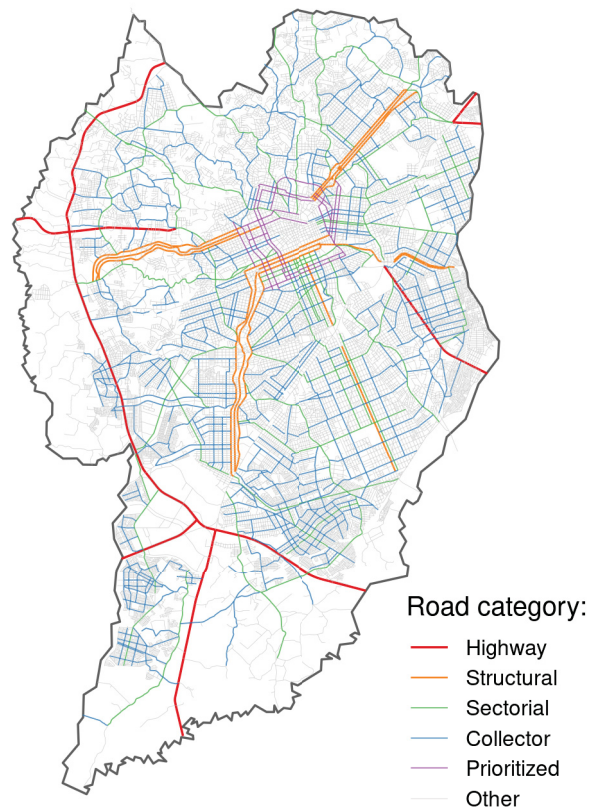 Road category:
Highway
Structural
Sectorial
Collector
Prioritized
Other